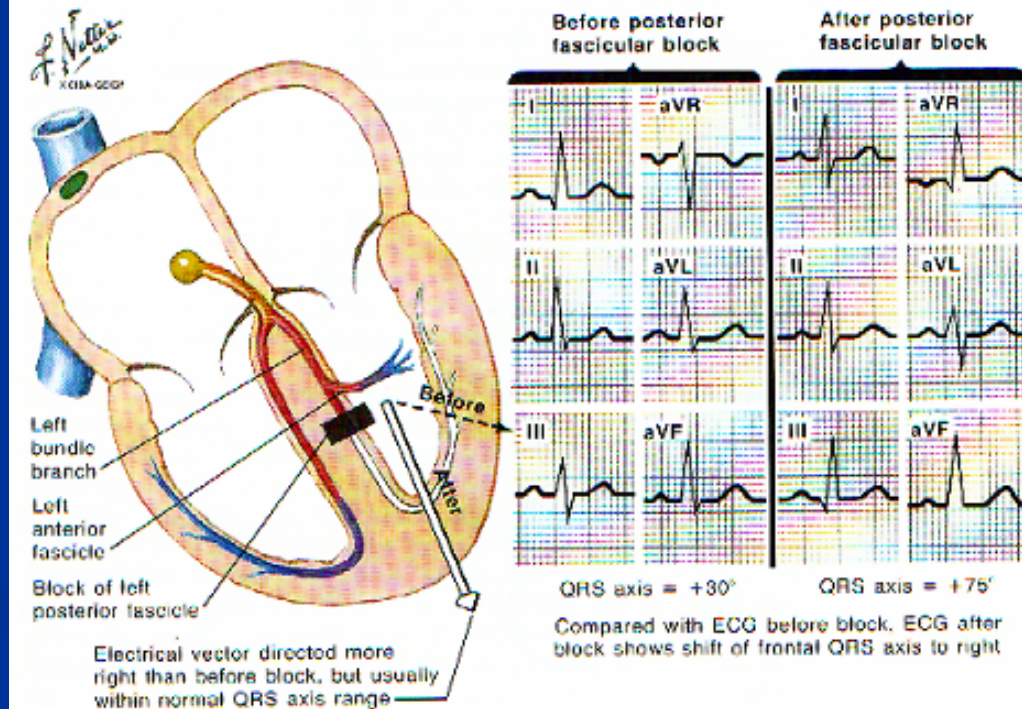 F. Netter
M.D.
© CIBA-GEIGY
Before posterior
fascicular block
After posterior
fascicular block
I
aVR
I
aVR
II
aVL
II
aVL
III
aVF
III
aVF
Before
After
Left
bundle
branch
Left
anterior
fascicle
Block of left
posterior fascicle
Electrical vector directed more
right than before block, but usually
within normal QRS axis range
QRS axis = +30°
QRS axis = +75°
Compared with ECG before block, ECG after
block shows shift of frontal QRS axis to right